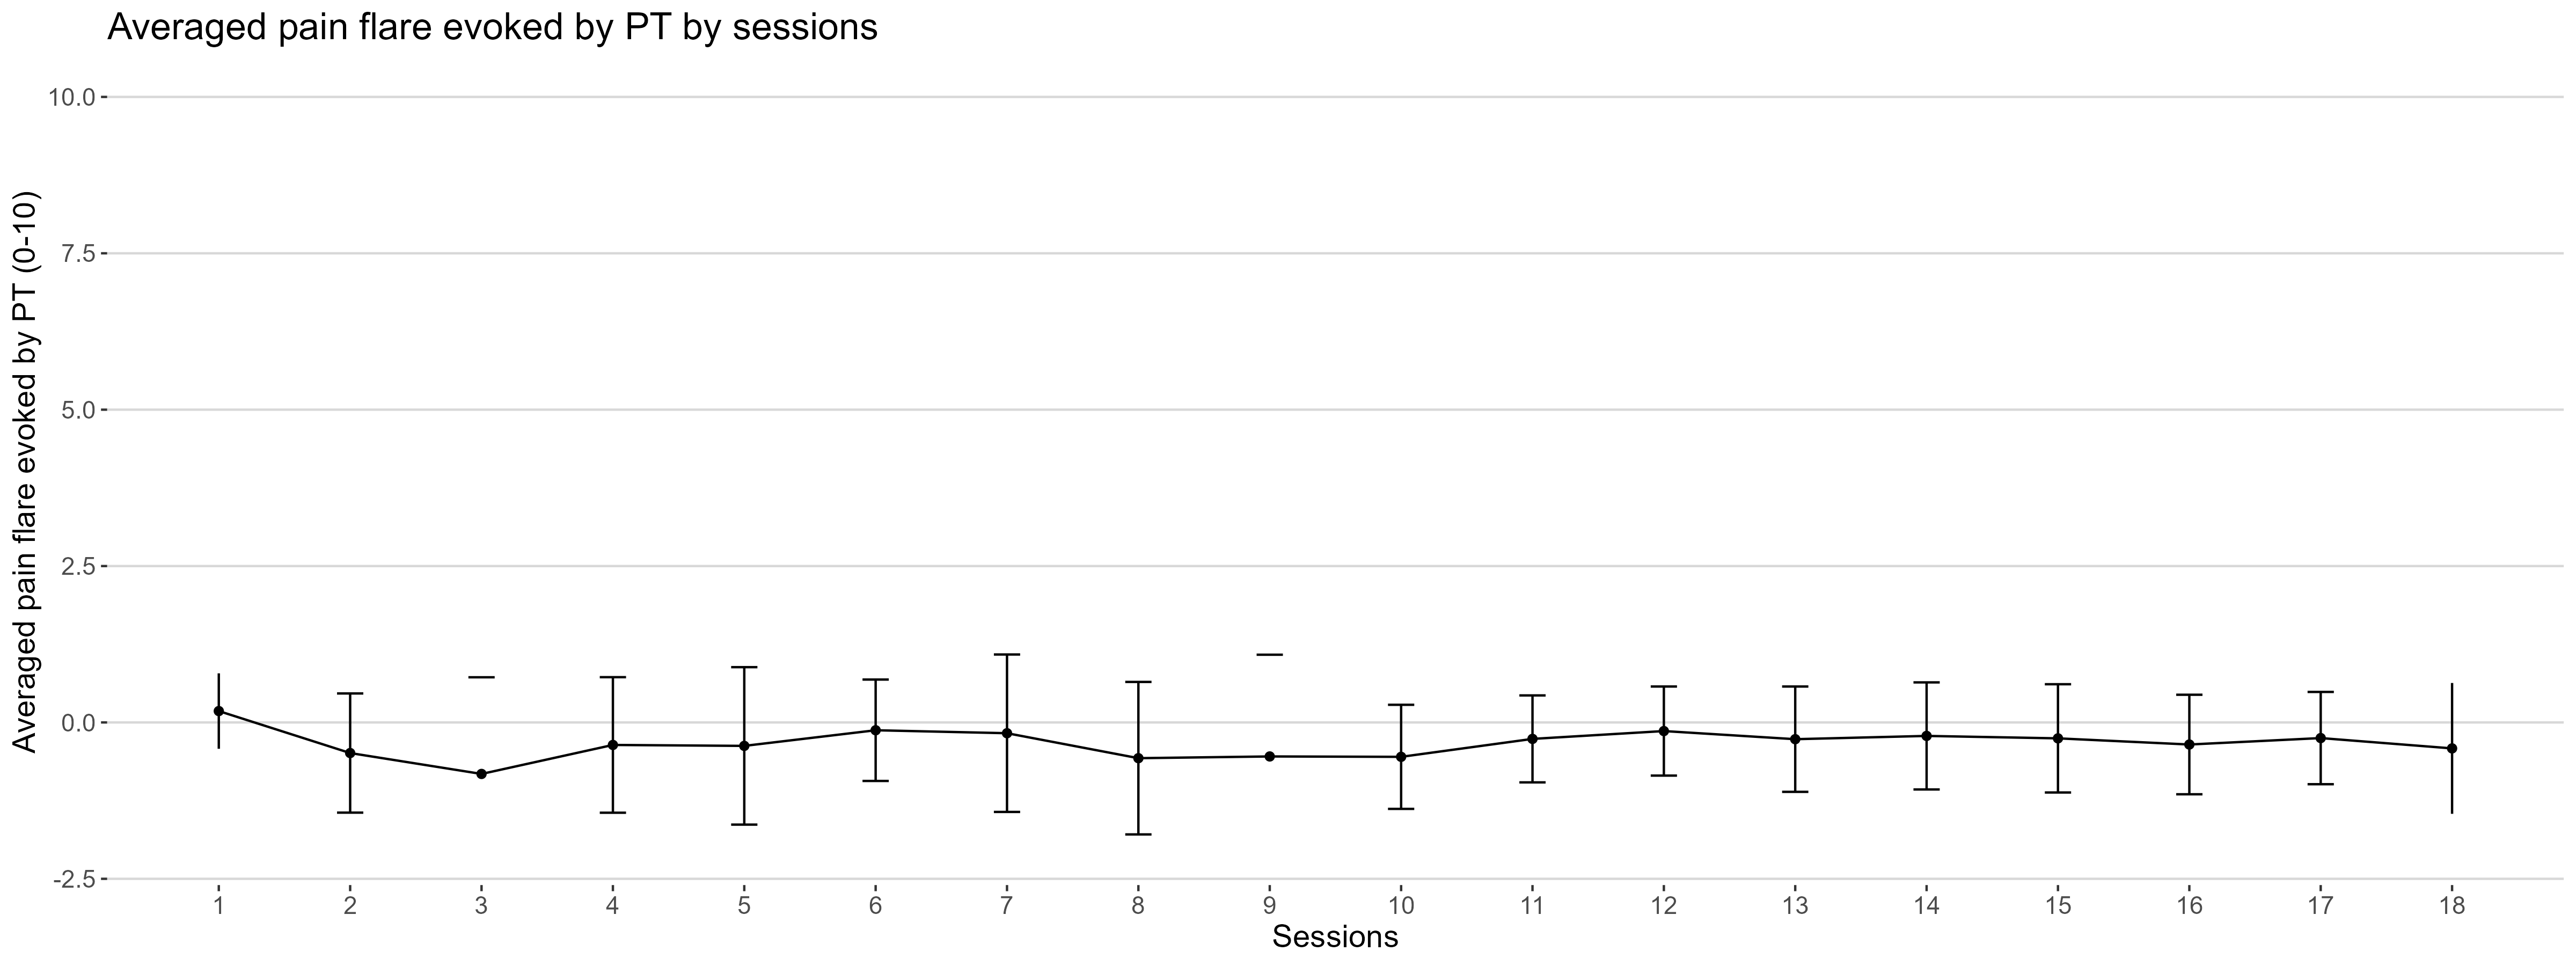 Averaged pain flare evoked by PT by sessions
Averaged pain flare evoked by PT (0-10)
10.0
7.5
5.0
2.5
0.0
-2.5
1 2 3 4 5 6 7 8 9 10 11 12 13 14 15 16 17 18
Sessions